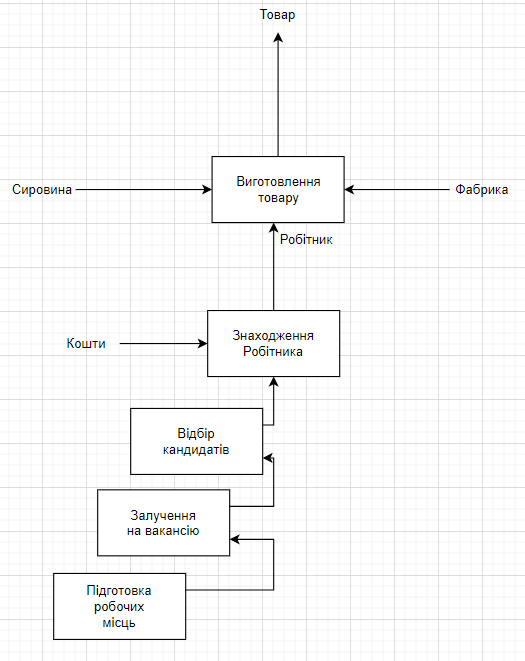 Товар
Виготовлення
товару
Сировина
Фабрика
Робітник
Знаходження
Робітника
Кошти
Відбір
кандидатів
Залучення
на вакансію
Підготовка
робочих
місць